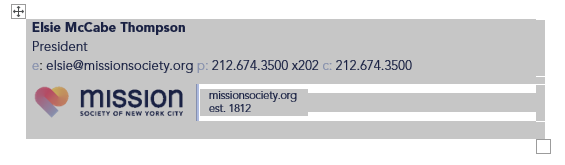 Elsie McCabe Thompson
President
e: elsie@missionsociety.org p: 212.674.3500 x202 c: 212.674.3500
mission
SOCIETY OF NEW YORK CITY
missionsociety.org
est. 1812